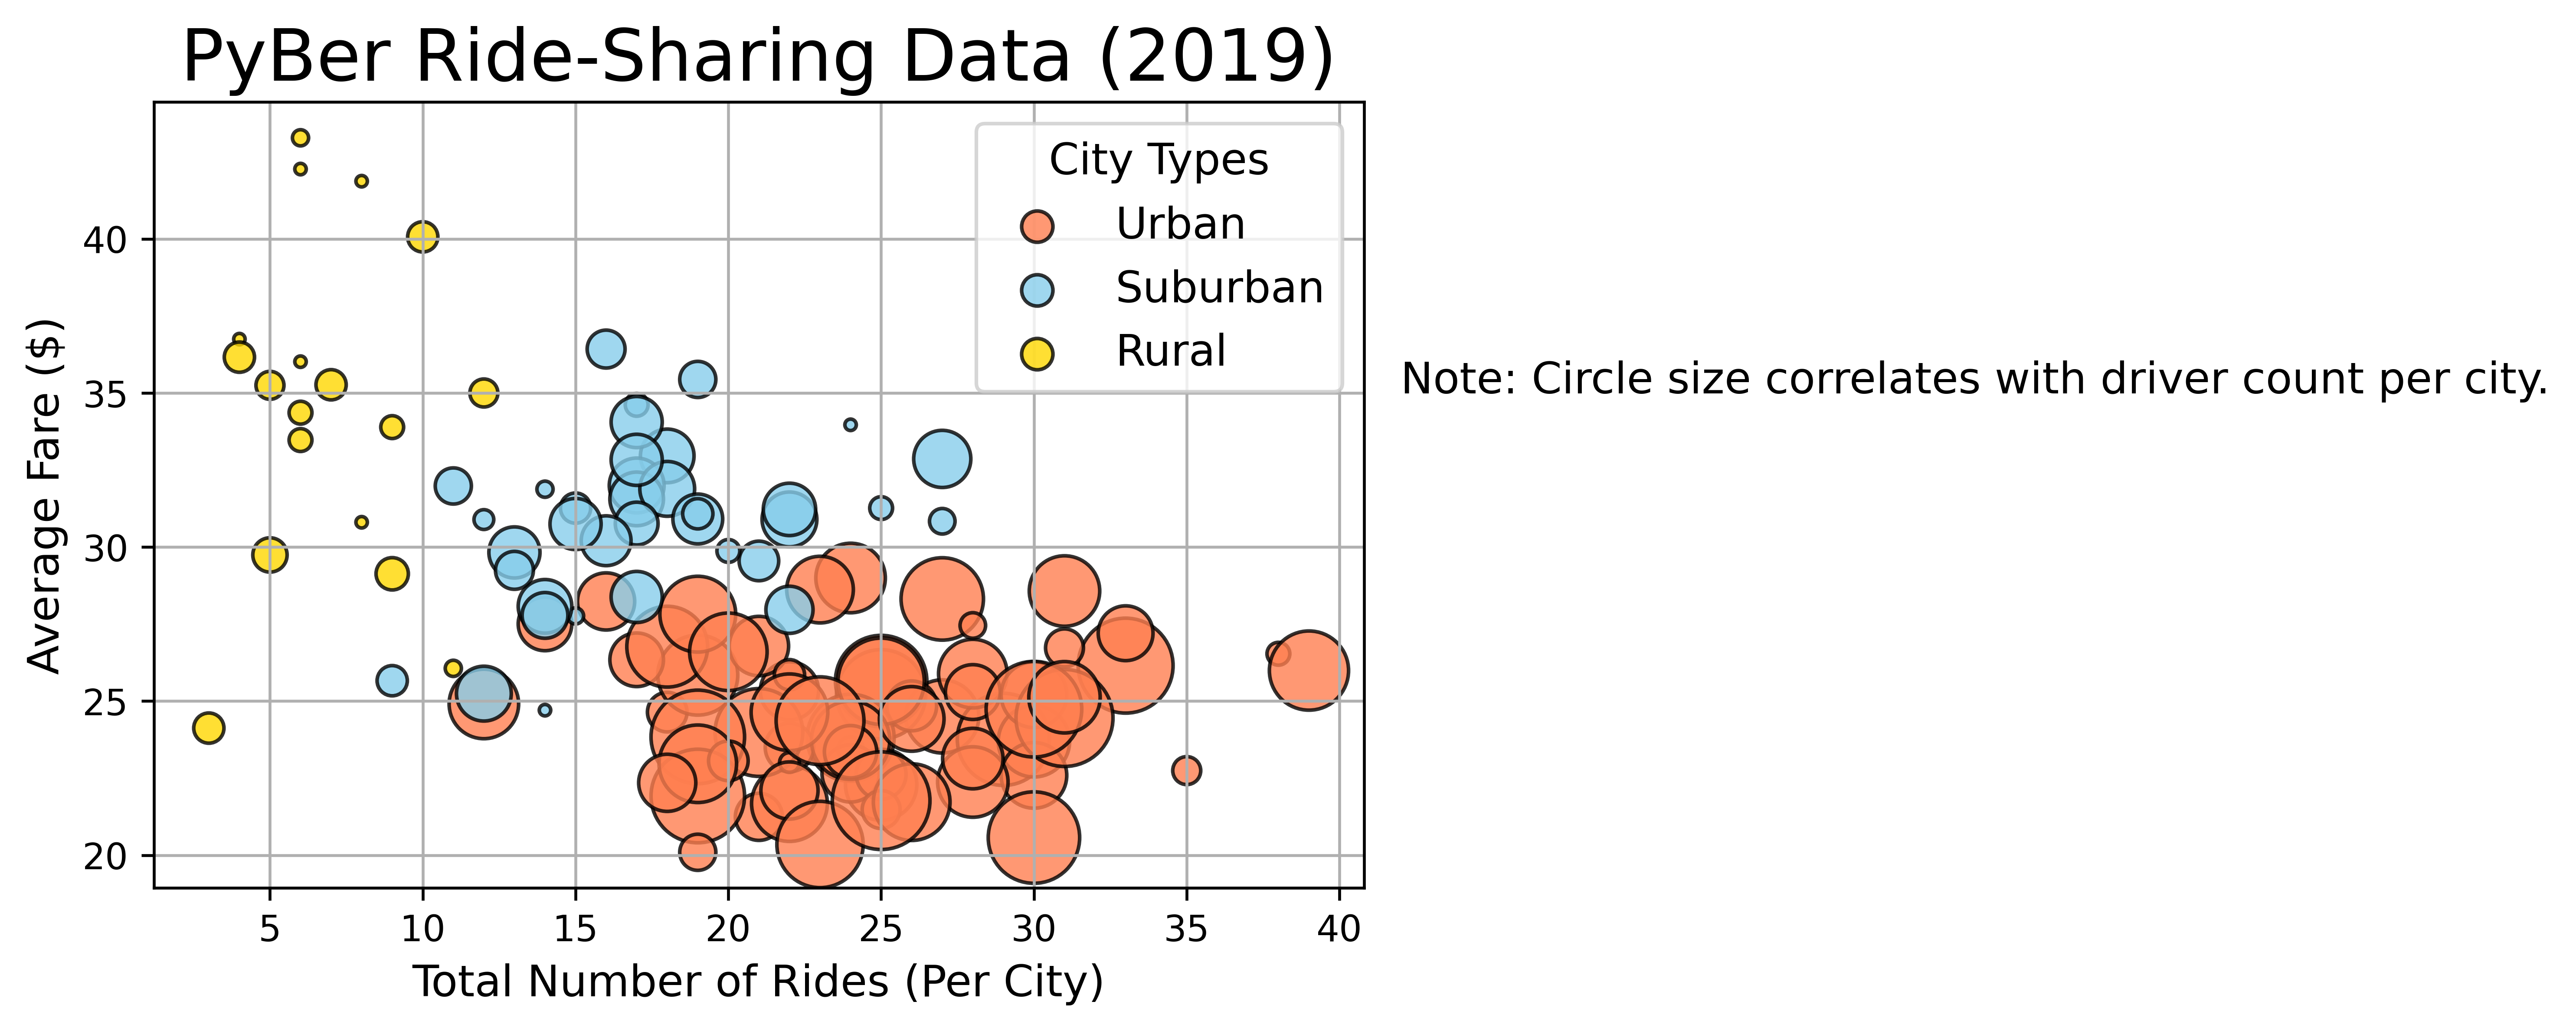 PyBer Ride-Sharing Data (2019)
City Types
Urban
Suburban
Rural
Note: Circle size correlates with driver count per city.
Average Fare ($)
40
35
30
25
20
5 10 15 20 25 30 35 40
Total Number of Rides (Per City)